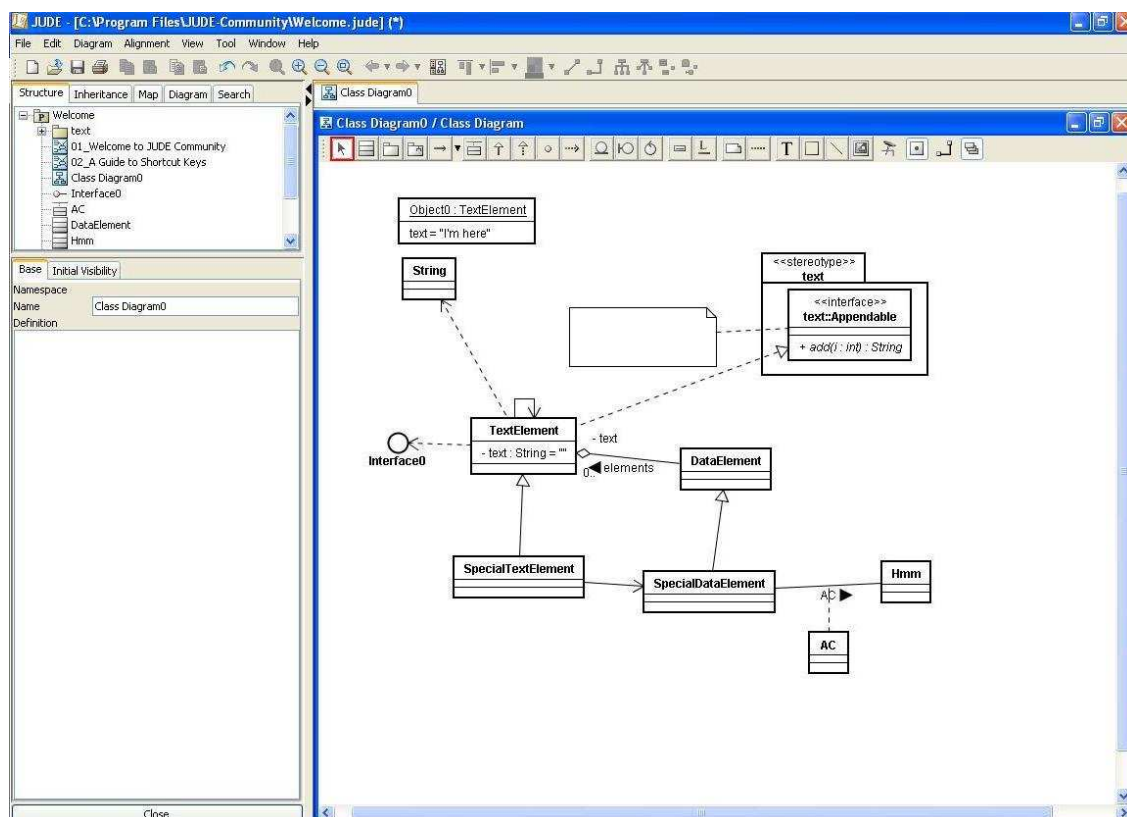 JUDE - [C:\Program Files\JUDE-Community\Welcome.jude] (*)
File Edit Diagram Alignment View Tool Window Help
Structure Inheritance Map Diagram Search
Welcome
text
01_Welcome to JUDE Community
02_A Guide to Shortcut Keys
Class Diagram0
Interface0
AC
DataElement
Hmm
Base Initial Visibility
Namespace
Name Class Diagram0
Definition
Close
Class Diagram0
Class Diagram0 / Class Diagram
T
Object0 : TextElement
text = "I'm here"
String
<<stereotype>>
text
<<interface>>
text::Appendable
+ add(i : int) : String
TextElement
- text : String = ""
Interface0
- text
0..
elements
DataElement
SpecialTextElement
SpecialDataElement
Hmm
AC
AC